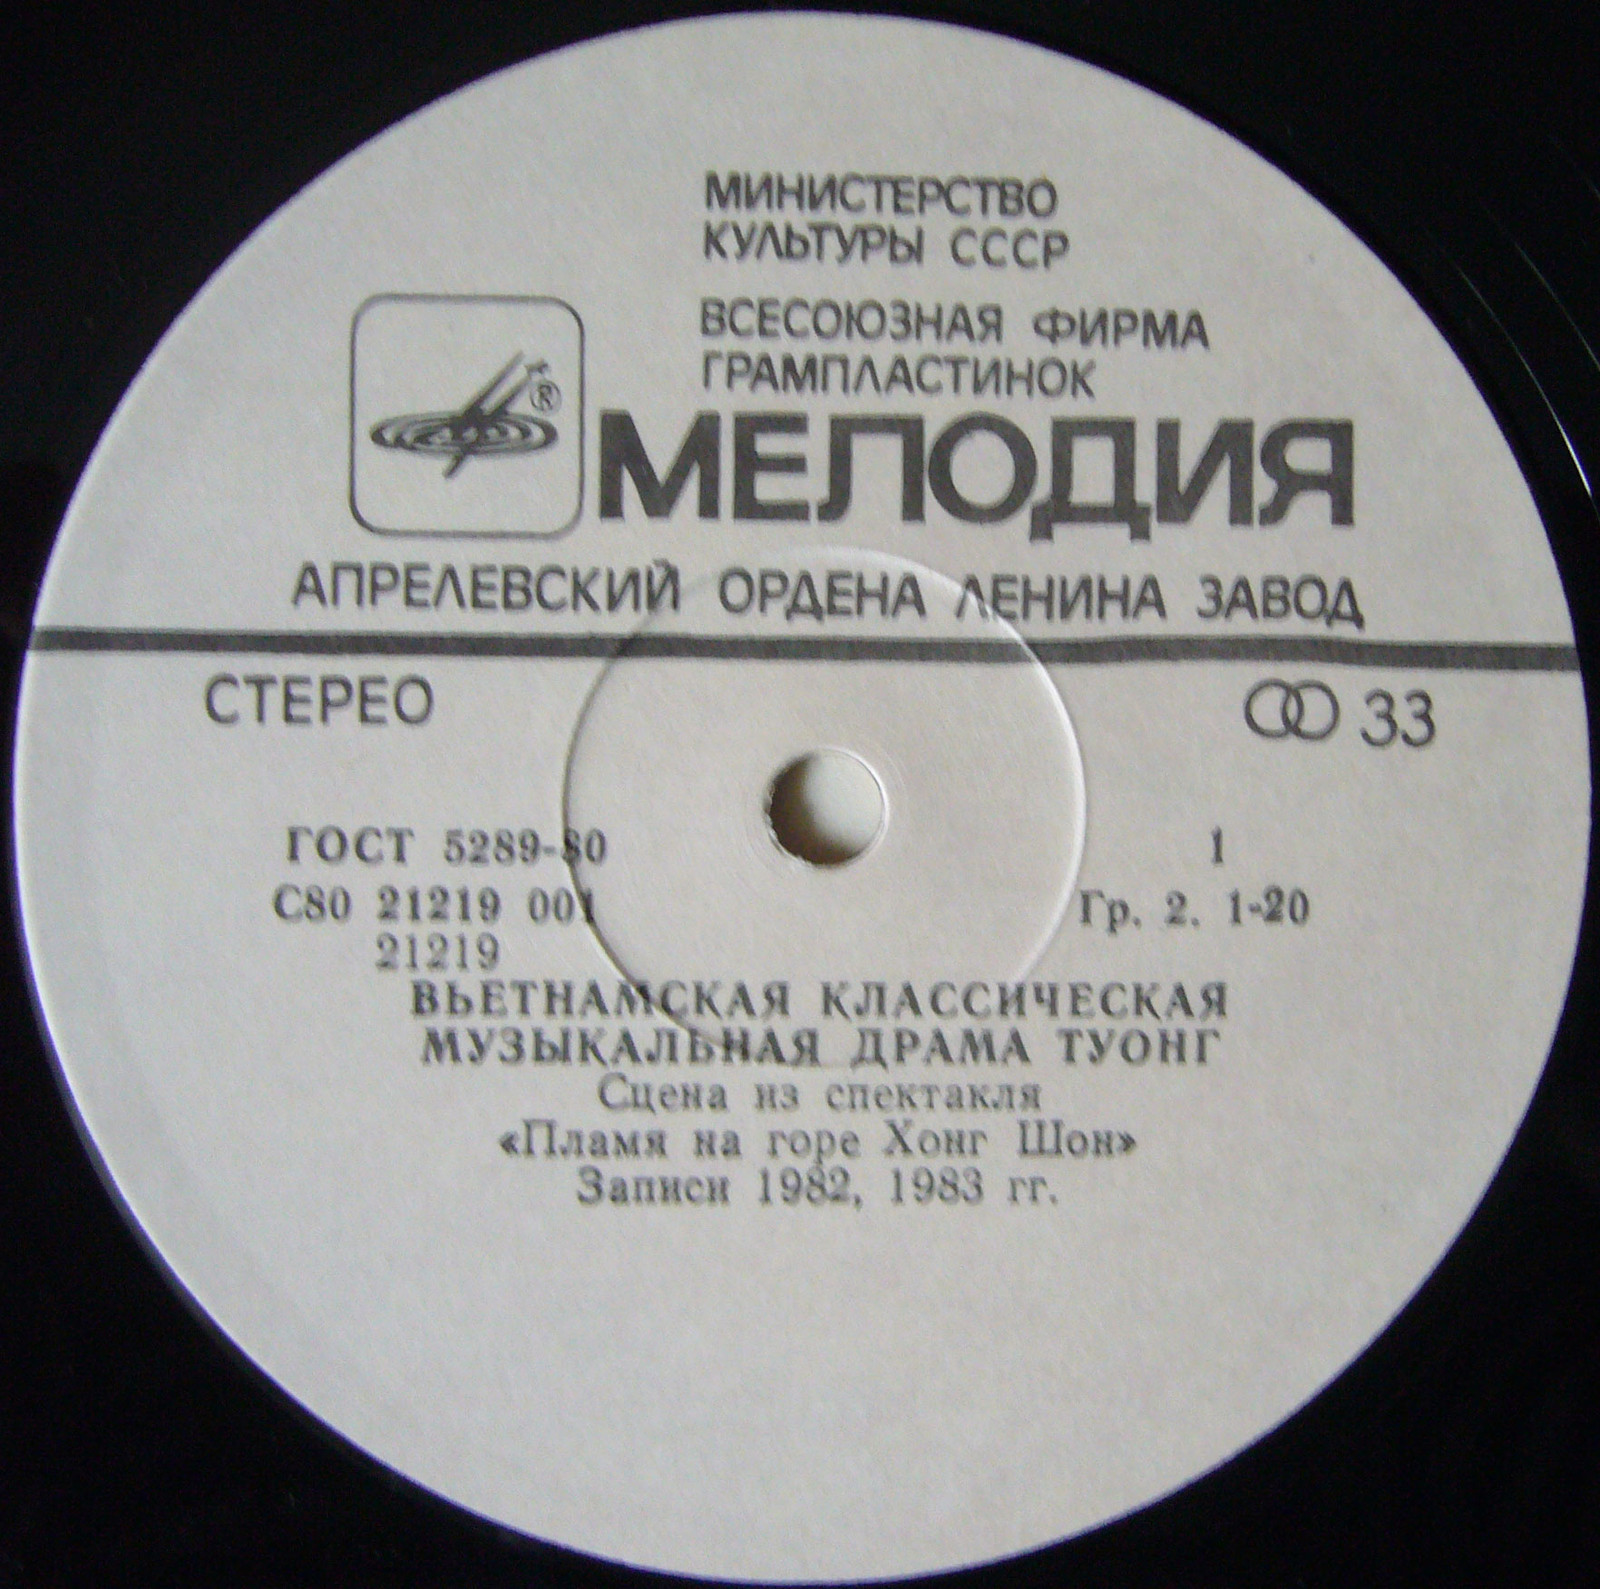 МИНИСТЕРСТВО
КУЛЬТУРЫ СССР
ВСЕСОЮЗНАЯ ФИРМА
ГРАМПЛАСТИНОК
®
МЕЛОДИЯ
АПРЕЛЕВСКИЙ ОРДЕНА ЛЕНИНА ЗАВОД
СТЕРЕО 33
ГОСТ 5289-80 1
С80 21219 001 Гр. 2. 1-20
21219
ВЬЕТНАМСКАЯ КЛАССИЧЕСКАЯ
МУЗЫКАЛЬНАЯ ДРАМА ТУОНГ
Сцена из спектакля
«Пламя на горе Хонг Шон»
Записи 1982, 1983 гг.